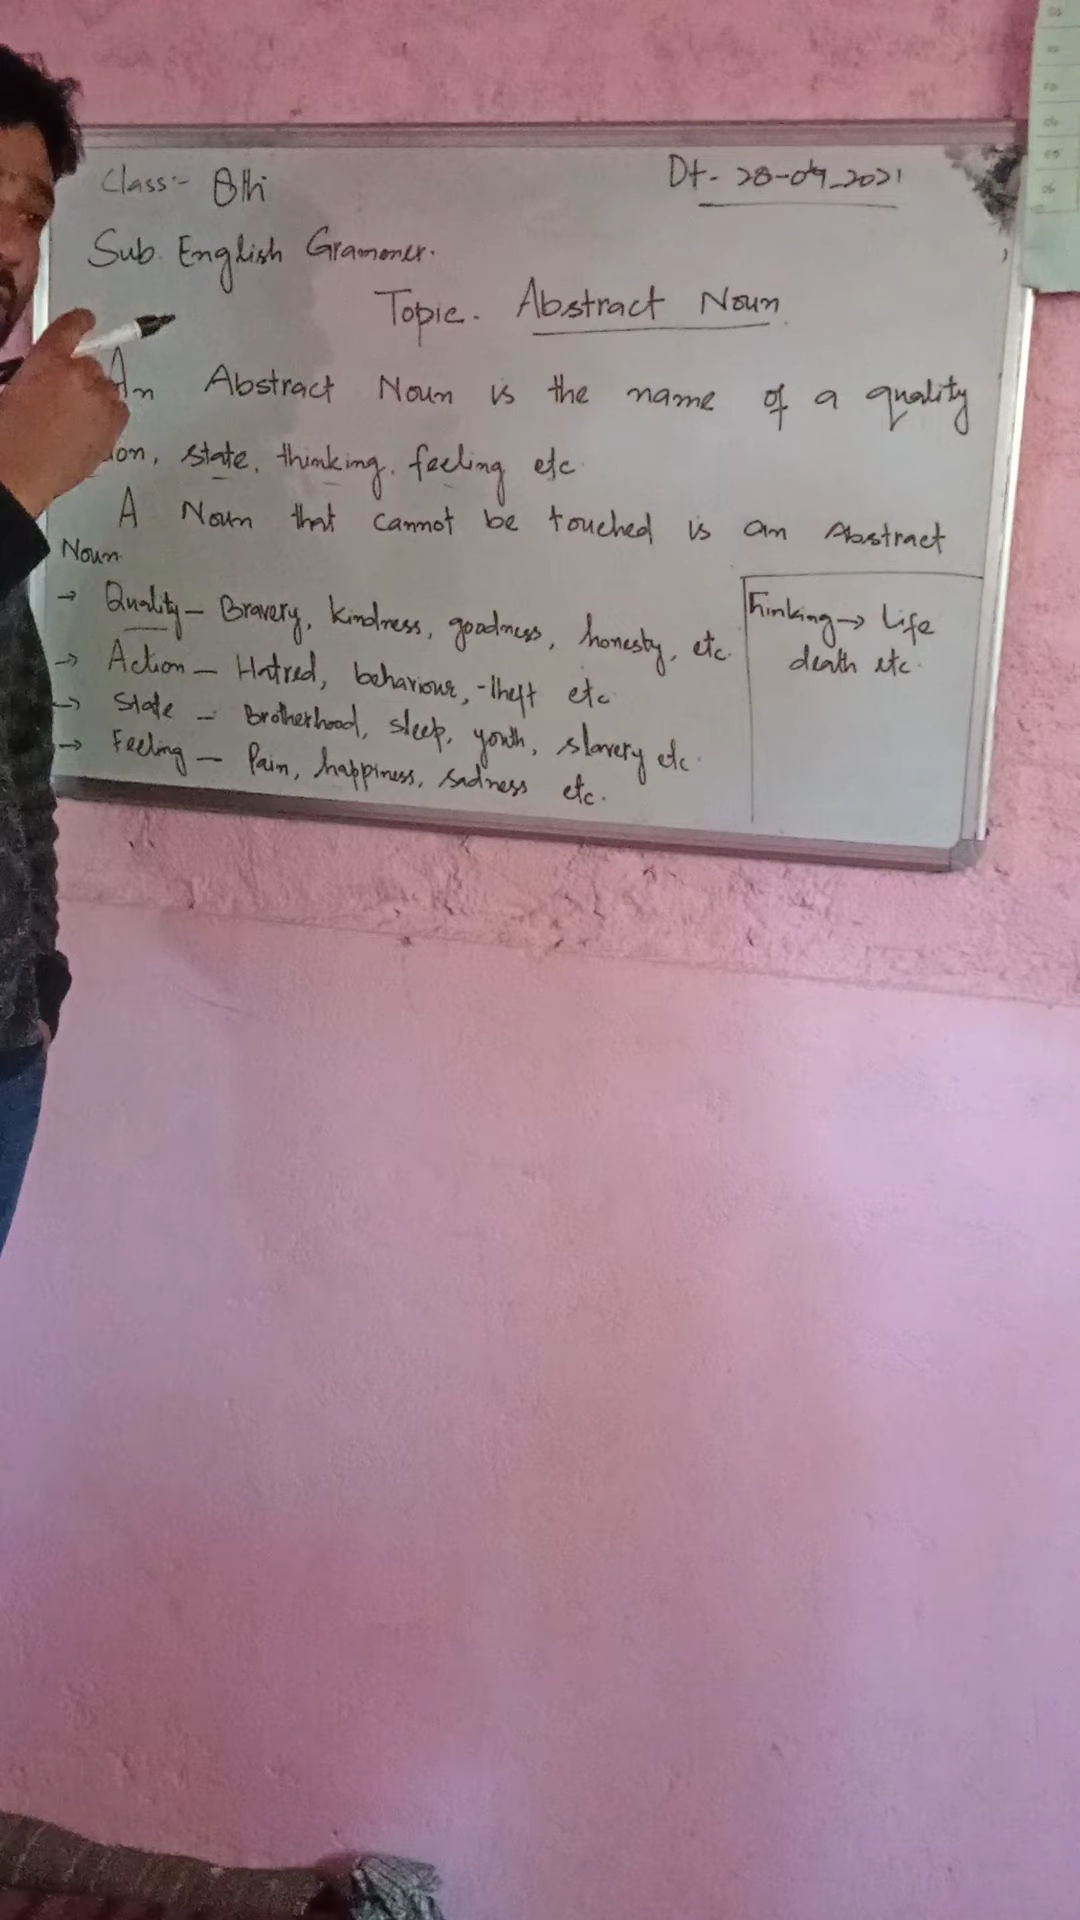 Class:- 8th
Dt- 28-04-2021
Sub. English Grammer.
Topic. Abstract Noun.
An Abstract Noun is the name of a quality
ion, state, thinking, feeling etc
A Noun that cannot be touched is an Abstract
Noun.
→ Quality – Bravery, kindness, goodness, honesty, etc.
→ Action – Hatred, behaviour, theft etc
→ State – Brotherhood, sleep, youth, slavery etc.
→ Feeling – Pain, happiness, sadness etc.
Thinking → Life
death etc.